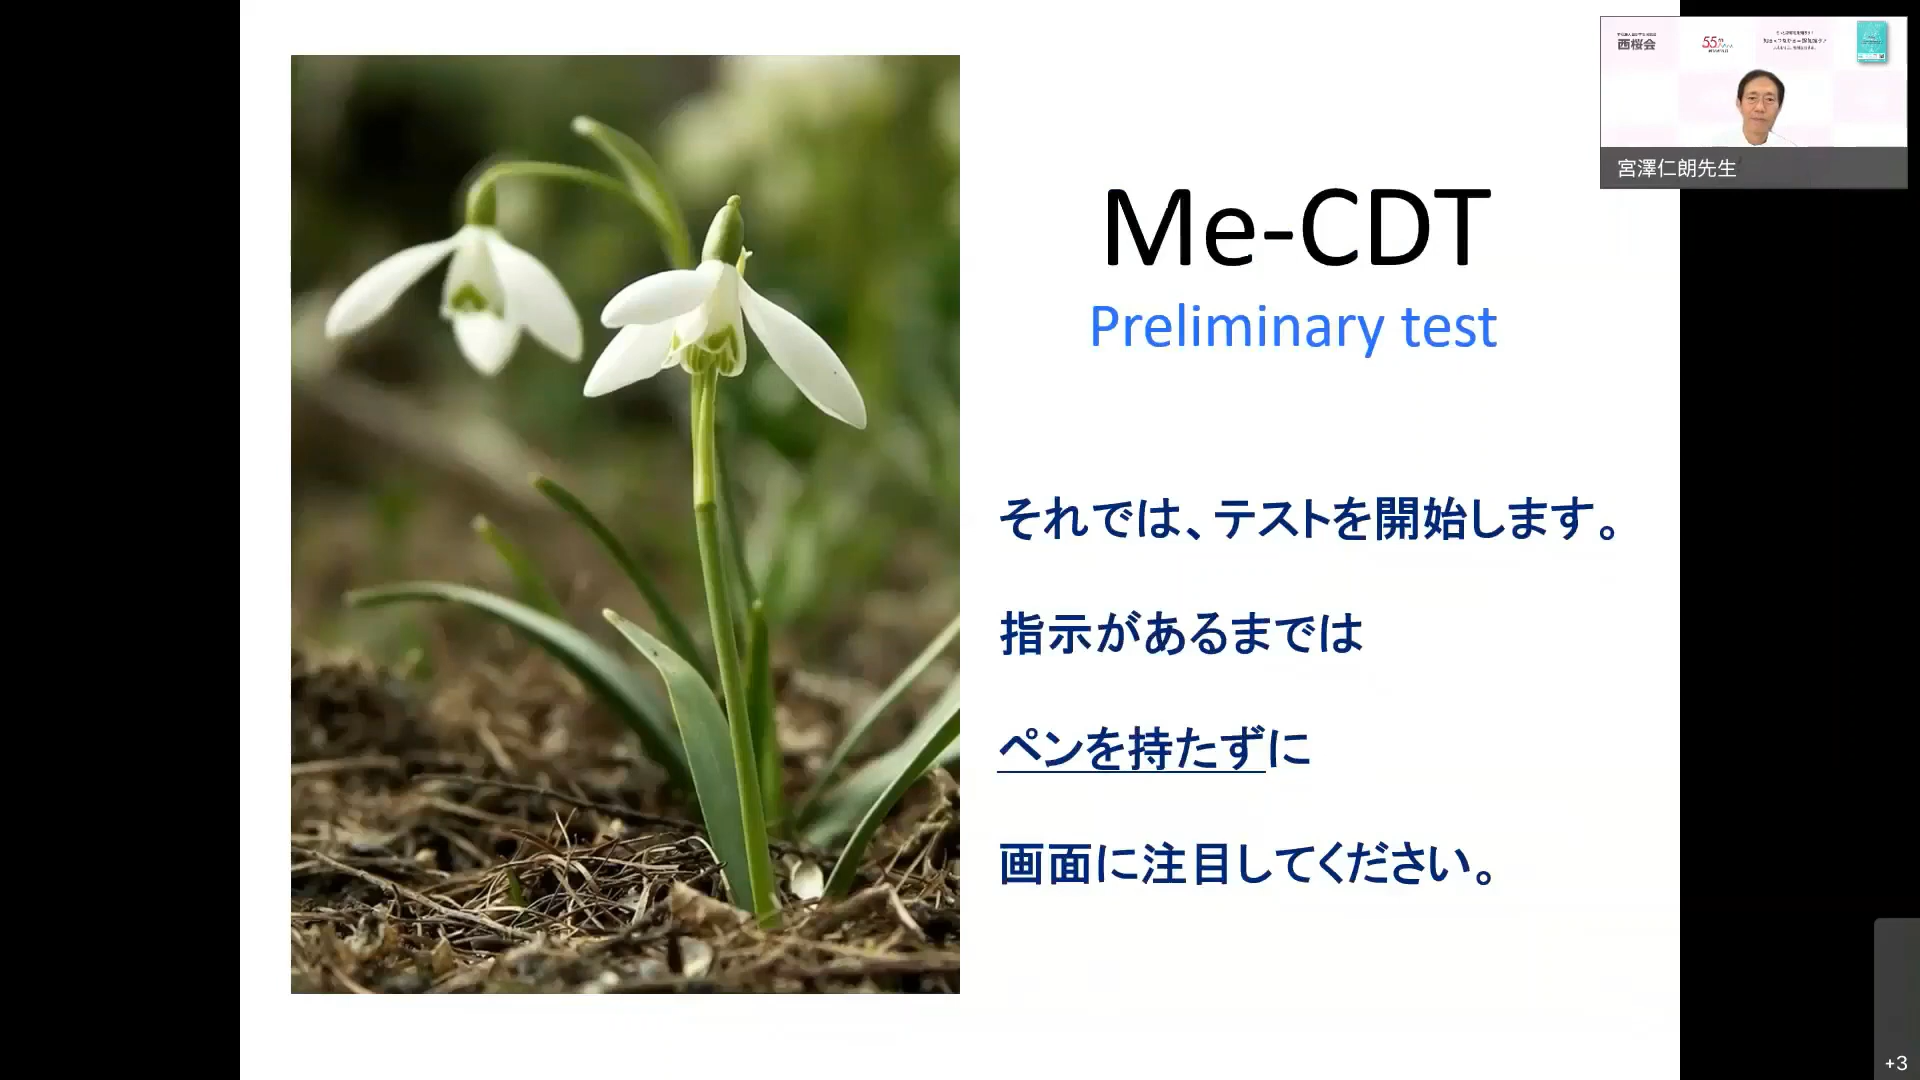 Me-CDT
Preliminary test
それでは、テストを開始します。
指示があるまでは
ペンを持たずに
画面に注目してください。
西桜会
55
宮澤仁朗先生
+3